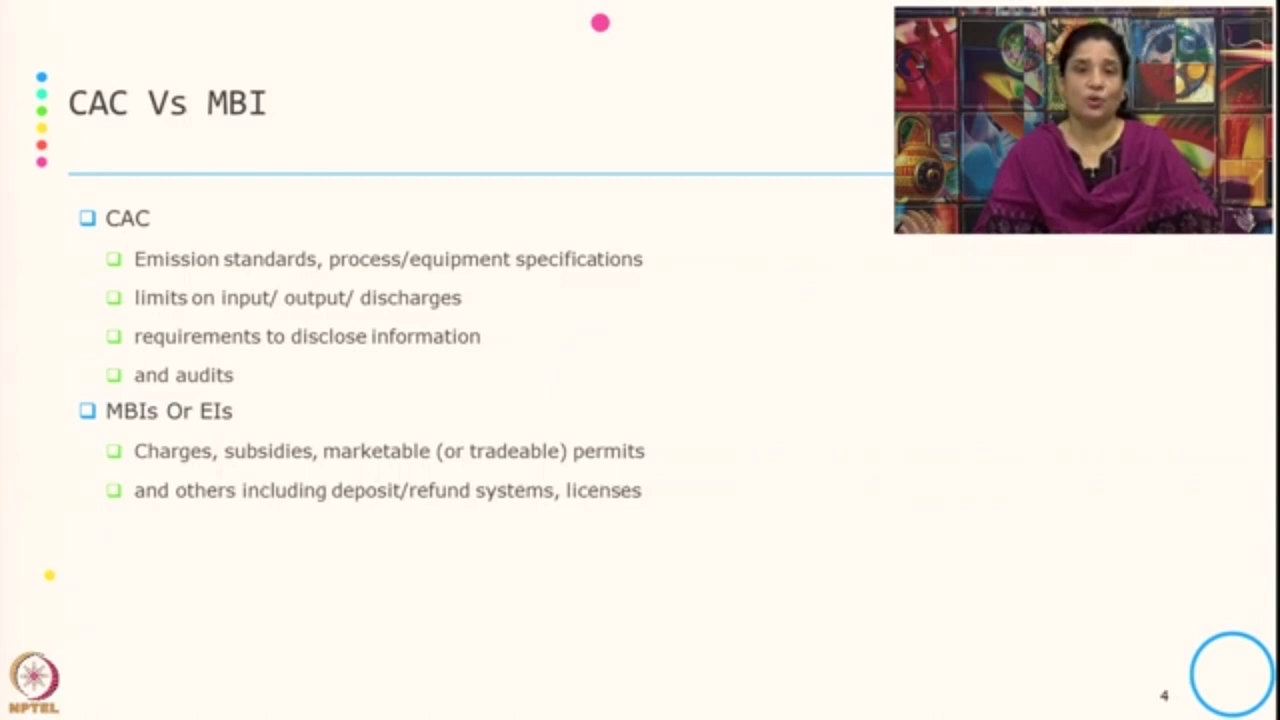 CAC Vs MBI
CAC
Emission standards, process/equipment specifications
limits on input/ output/ discharges
requirements to disclose information
and audits
MBIs Or EIs
Charges, subsidies, marketable (or tradeable) permits
and others including deposit/refund systems, licenses
NPTEL
4